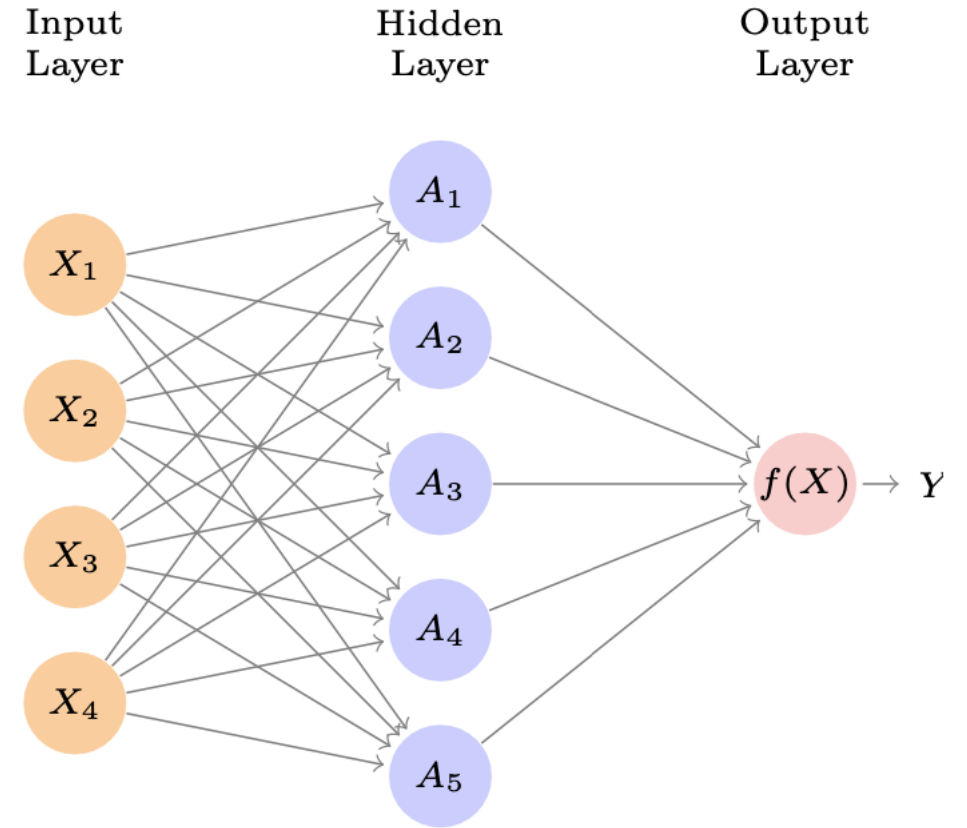 Input
Layer
Hidden
Layer
Output
Layer
X₁
X₂
X₃
X₄
A₁
A₂
A₃
A₄
A₅
f(X)
Y